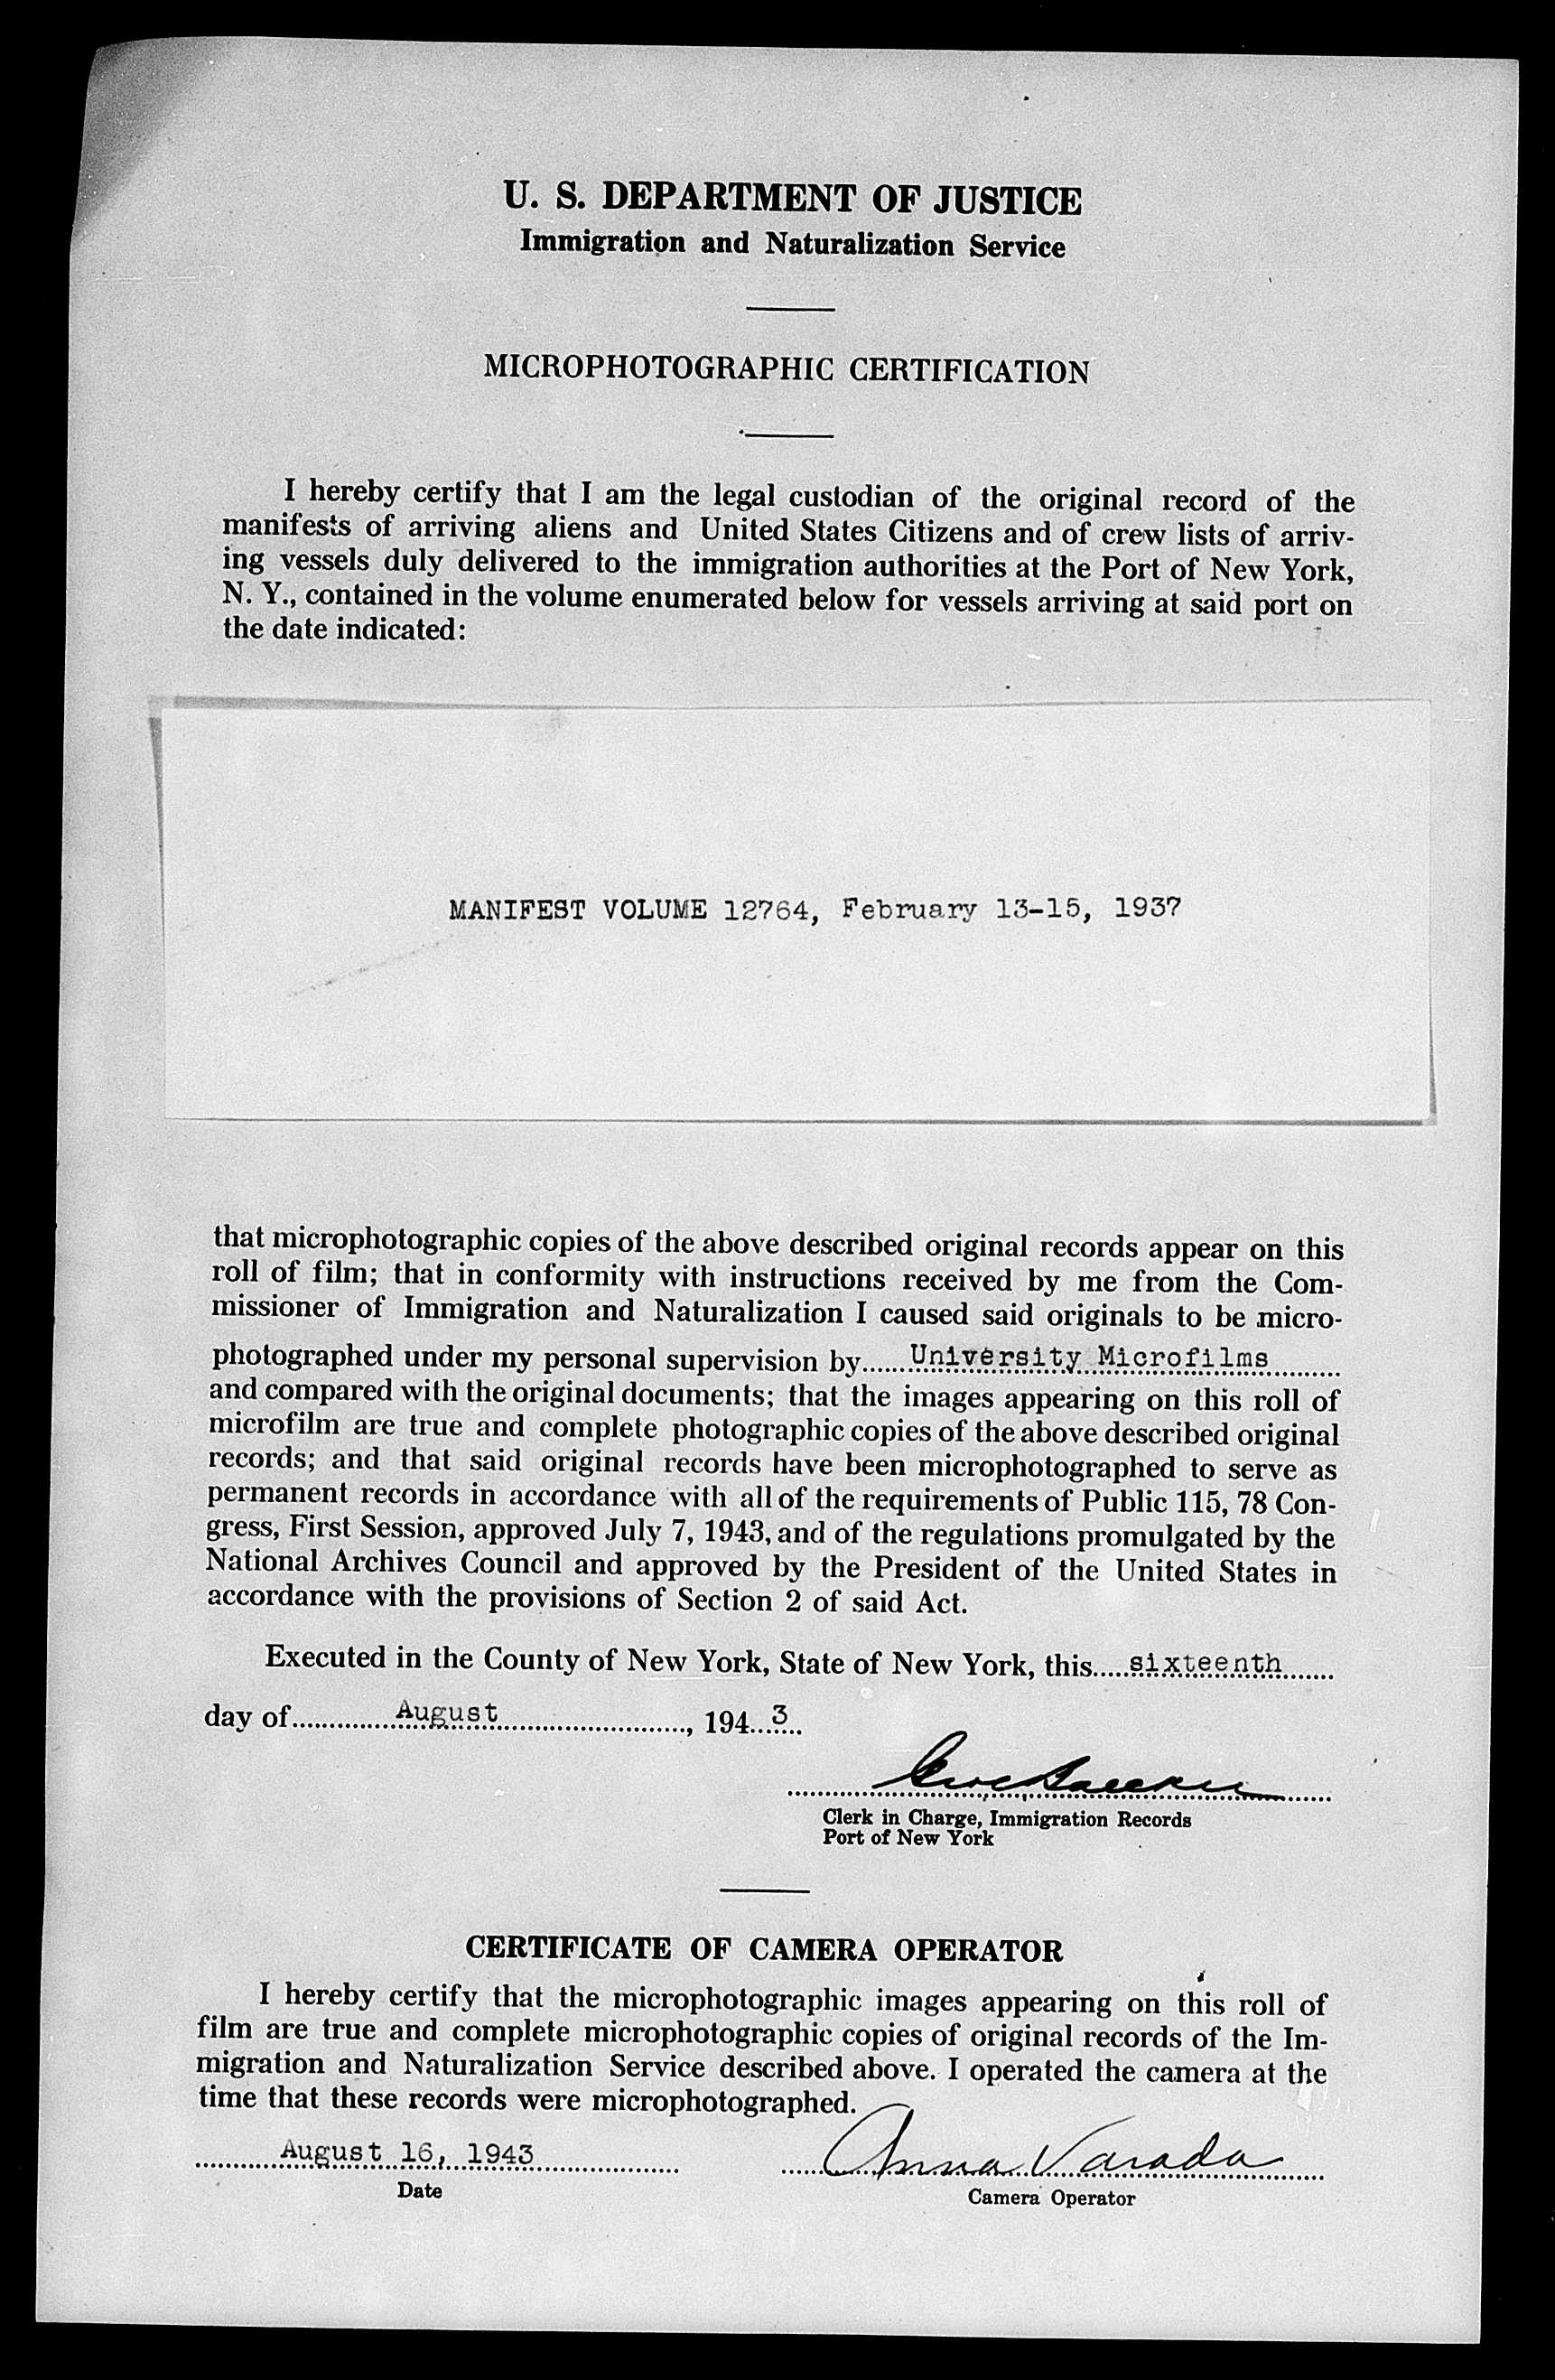 U. S. DEPARTMENT OF JUSTICE
Immigration and Naturalization Service
MICROPHOTOGRAPHIC CERTIFICATION
I hereby certify that I am the legal custodian of the original record of the
manifests of arriving aliens and United States Citizens and of crew lists of arriv-
ing vessels duly delivered to the immigration authorities at the Port of New York,
N. Y., contained in the volume enumerated below for vessels arriving at said port on
the date indicated:
MANIFEST VOLUME 12764, February 13-15, 1937
that microphotographic copies of the above described original records appear on this
roll of film; that in conformity with instructions received by me from the Com-
missioner of Immigration and Naturalization I caused said originals to be micro-
photographed under my personal supervision by......University Microfilms......
and compared with the original documents; that the images appearing on this roll of
microfilm are true and complete photographic copies of the above described original
records; and that said original records have been microphotographed to serve as
permanent records in accordance with all of the requirements of Public 115, 78 Con-
gress, First Session, approved July 7, 1943, and of the regulations promulgated by the
National Archives Council and approved by the President of the United States in
accordance with the provisions of Section 2 of said Act.
Executed in the County of New York, State of New York, this.....sixteenth......
day of..............August........................, 194...3..
Clerk in Charge, Immigration Records
Port of New York
CERTIFICATE OF CAMERA OPERATOR
I hereby certify that the microphotographic images appearing on this roll of
film are true and complete microphotographic copies of original records of the Im-
migration and Naturalization Service described above. I operated the camera at the
time that these records were microphotographed.
August 16, 1943 Anna Varada
Date Camera Operator